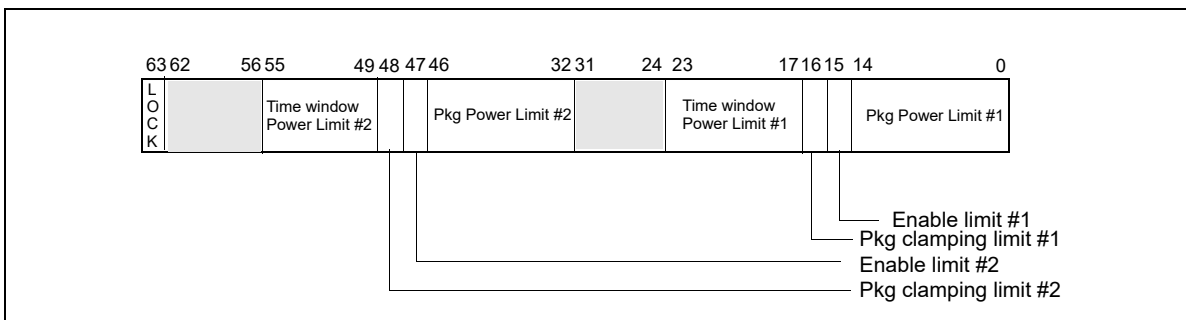 63 62 56 55 49 48 47 46 32 31 24 23 17 16 15 14 0
LOCK
Time window
Power Limit #2
Pkg Power Limit #2
Time window
Power Limit #1
Pkg Power Limit #1
Enable limit #1
Pkg clamping limit #1
Enable limit #2
Pkg clamping limit #2